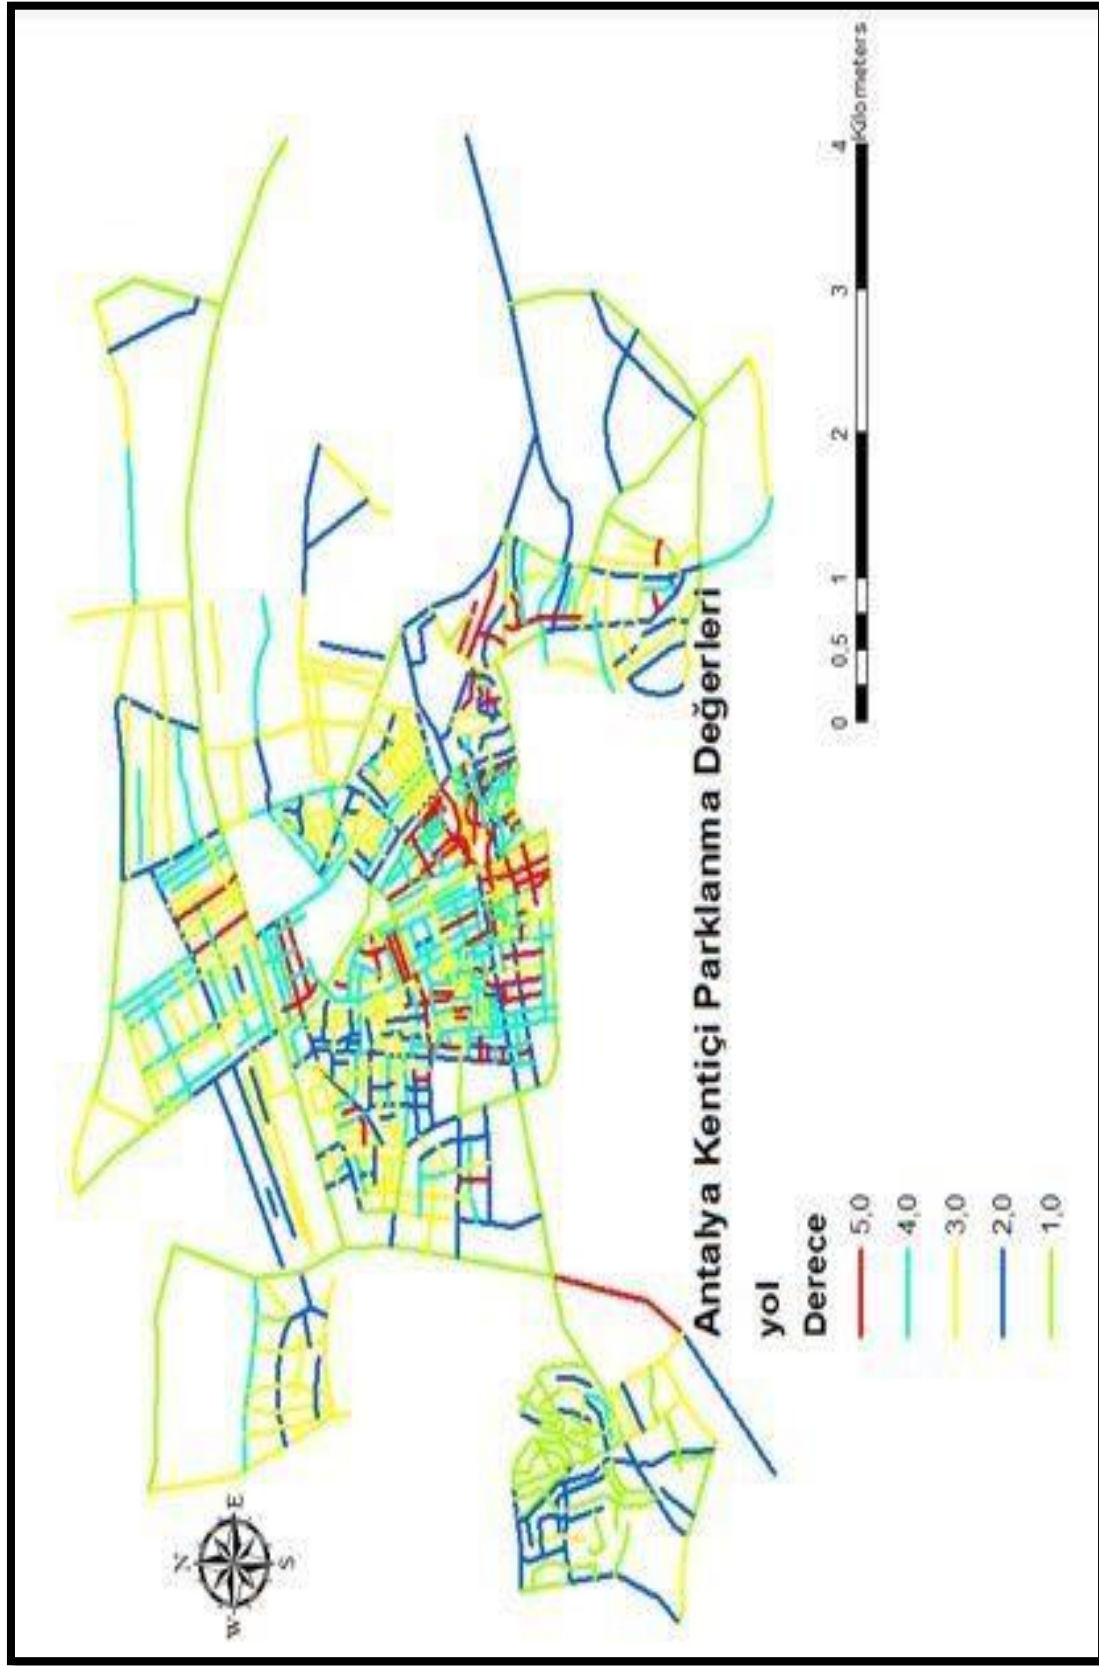 N
W E
S
Antalya Kentiçi Parklanma Değerleri
yol
Derece
5,0
4,0
3,0
2,0
1,0
0 0,5 1 2 3 4
Kilometers